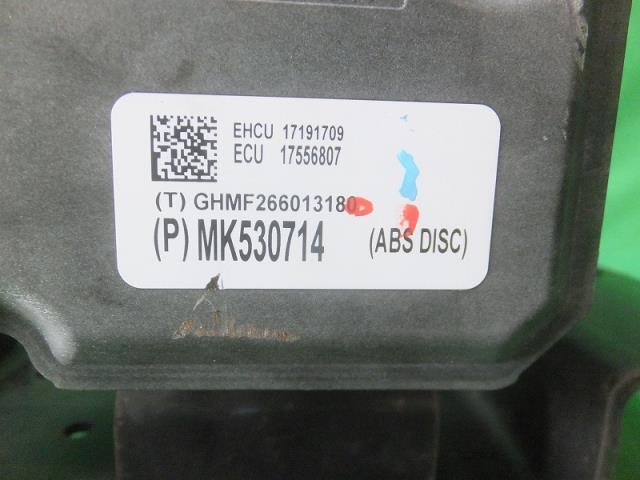 EHCU 17191709
ECU 17556807
(T) GHMF266013180
(P) MK530714 (ABS DISC)